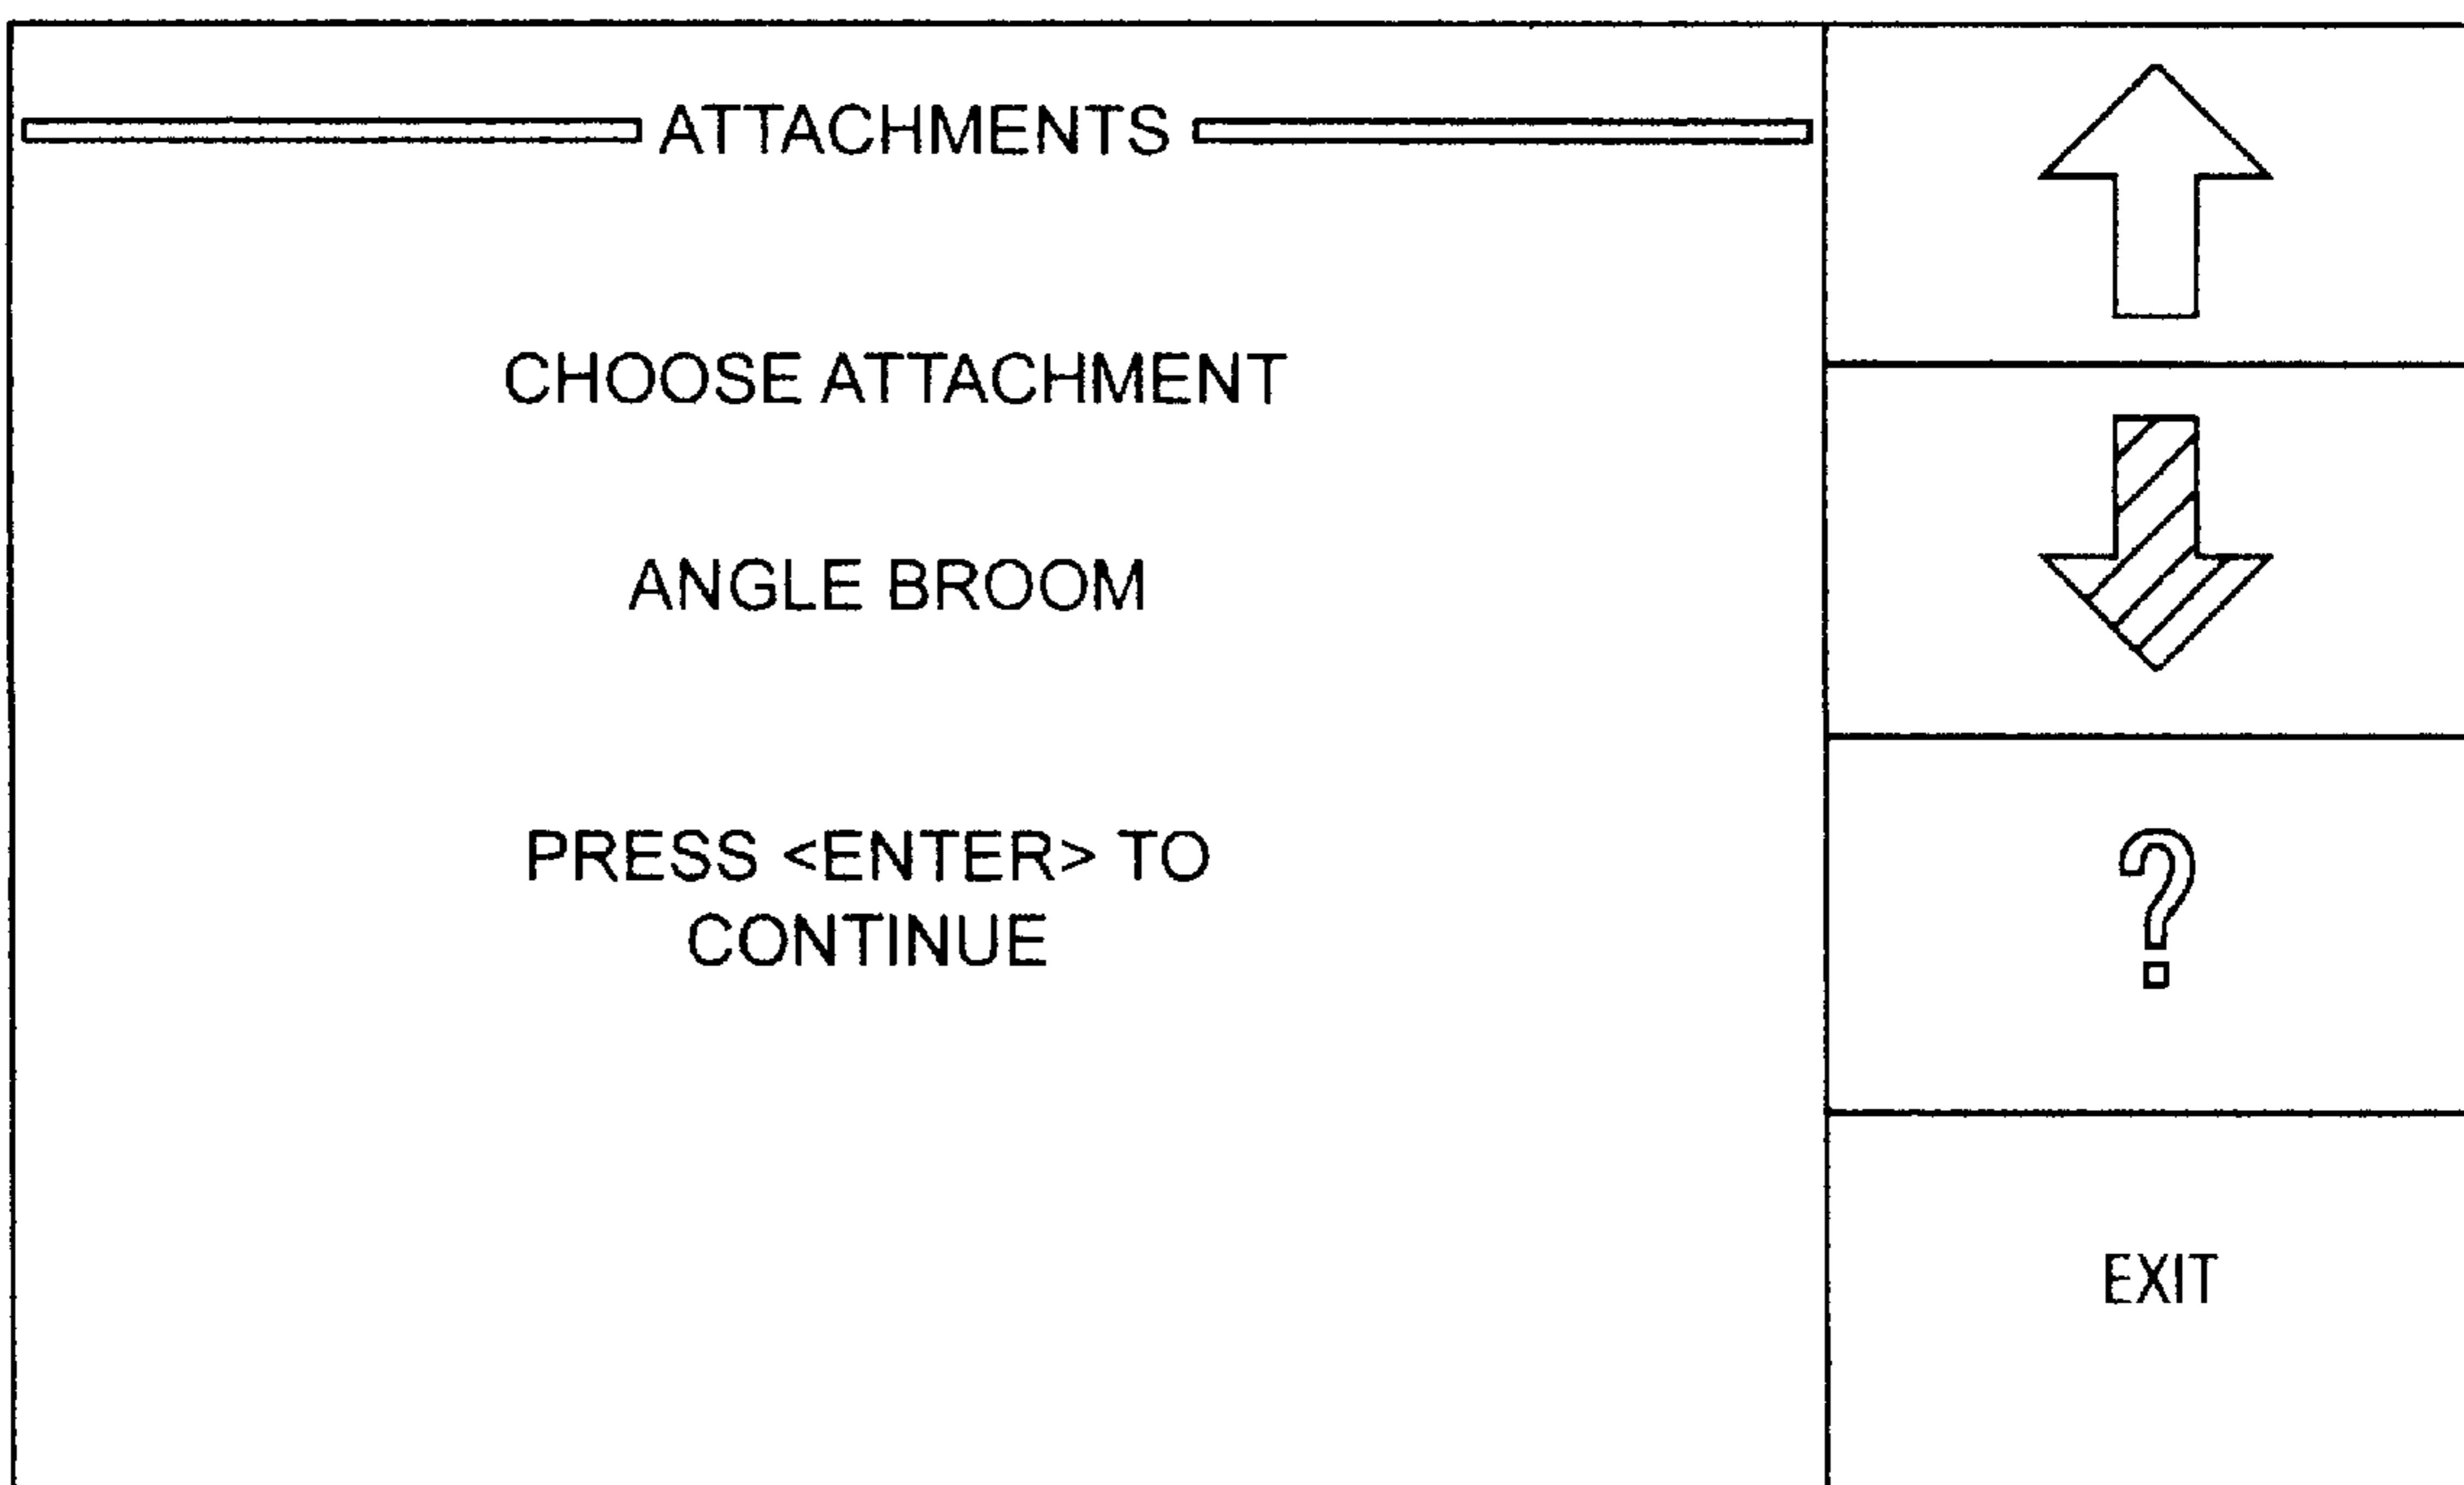 ATTACHMENTS
CHOOSE ATTACHMENT
ANGLE BROOM
PRESS <ENTER> TO
CONTINUE
?
EXIT